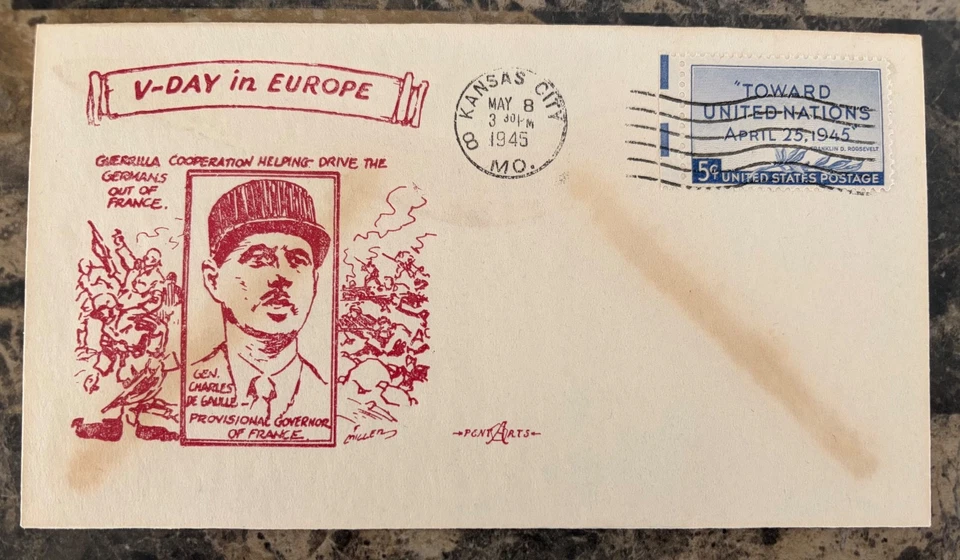 V-DAY in EUROPE
GUERRILLA COOPERATION HELPING DRIVE THE
GERMANS
OUT OF
FRANCE.
GEN.
CHARLES
DE GAULLE –
PROVISIONAL GOVERNOR
OF FRANCE.
MILLER
PENT ARTS
KANSAS CITY
MAY 8
3 30 PM
1945
MO.
8
"TOWARD
UNITED NATIONS
APRIL 25, 1945"
FRANKLIN D. ROOSEVELT
5¢ UNITED STATES POSTAGE